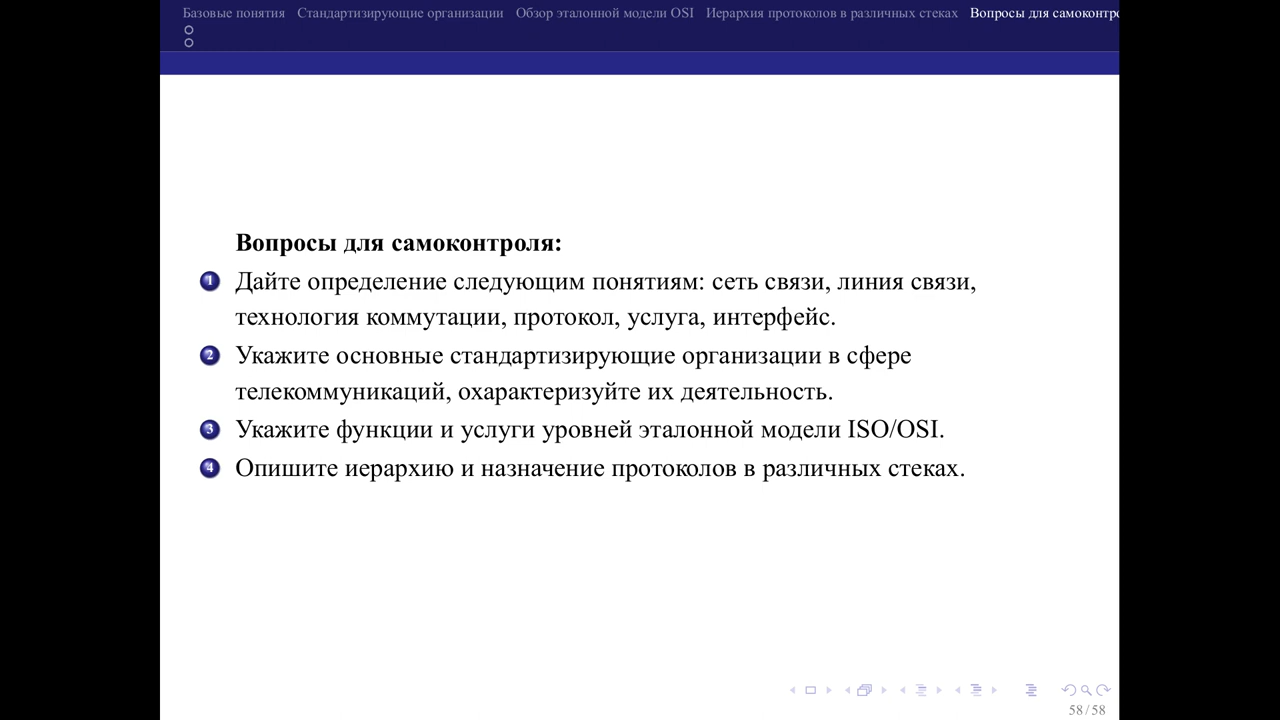 Базовые понятия Стандартизирующие организации Обзор эталонной модели OSI Иерархия протоколов в различных стеках Вопросы для самоконтро
Вопросы для самоконтроля:
1 Дайте определение следующим понятиям: сеть связи, линия связи,
технология коммутации, протокол, услуга, интерфейс.
2 Укажите основные стандартизирующие организации в сфере
телекоммуникаций, охарактеризуйте их деятельность.
3 Укажите функции и услуги уровней эталонной модели ISO/OSI.
4 Опишите иерархию и назначение протоколов в различных стеках.
58 / 58